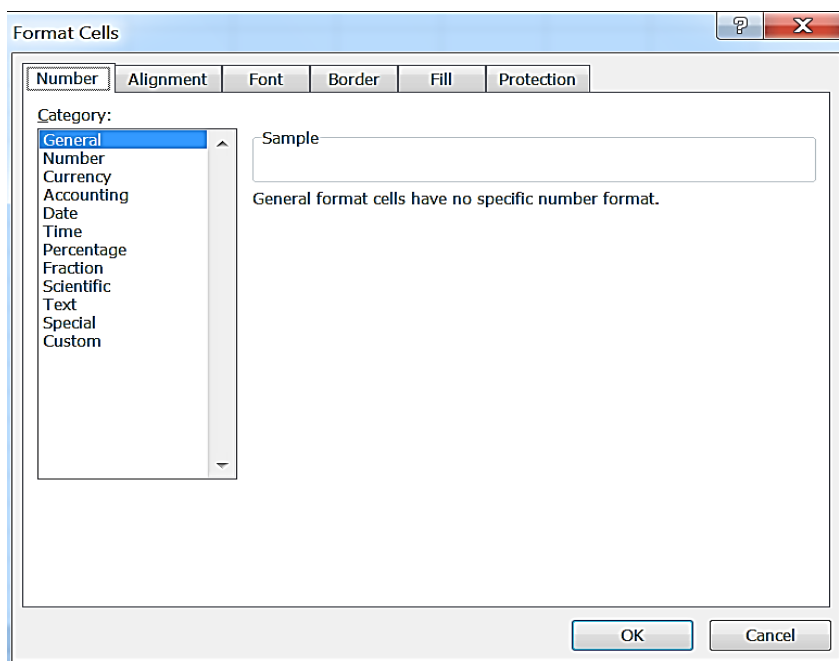 Format Cells
Number Alignment Font Border Fill Protection
Category:
General
Number
Currency
Accounting
Date
Time
Percentage
Fraction
Scientific
Text
Special
Custom
Sample
General format cells have no specific number format.
OK Cancel